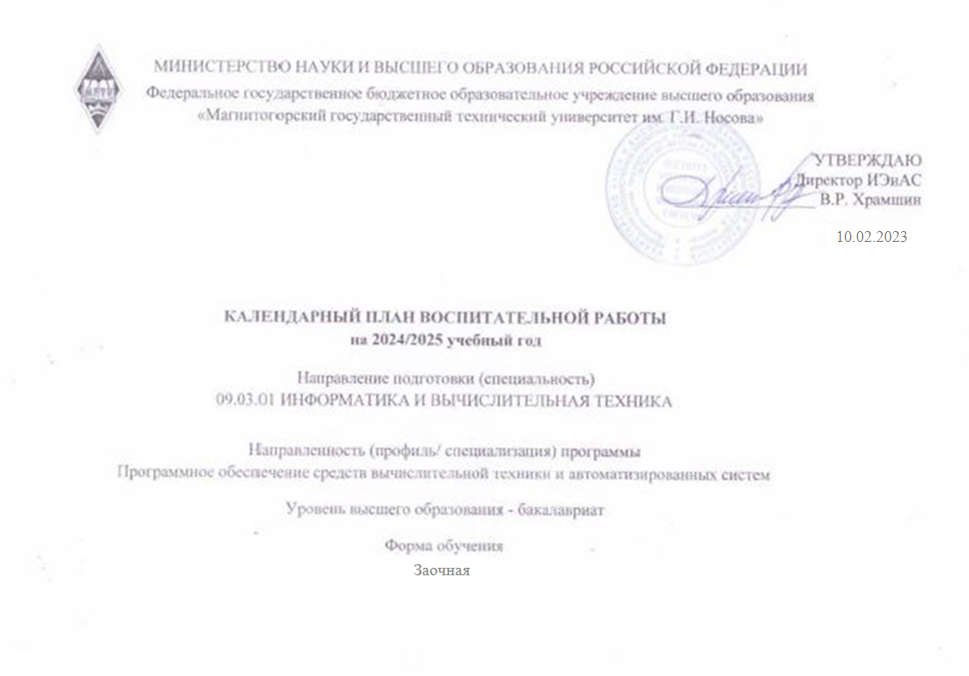 МИНИСТЕРСТВО НАУКИ И ВЫСШЕГО ОБРАЗОВАНИЯ РОССИЙСКОЙ ФЕДЕРАЦИИ
Федеральное государственное бюджетное образовательное учреждение высшего образования
«Магнитогорский государственный технический университет им. Г.И. Носова»
УТВЕРЖДАЮ
Директор ИЭиАС
В.Р. Храмшин
10.02.2023
КАЛЕНДАРНЫЙ ПЛАН ВОСПИТАТЕЛЬНОЙ РАБОТЫ
на 2024/2025 учебный год
Направление подготовки (специальность)
09.03.01 ИНФОРМАТИКА И ВЫЧИСЛИТЕЛЬНАЯ ТЕХНИКА
Направленность (профиль/ специализация) программы
Программное обеспечение средств вычислительной техники и автоматизированных систем
Уровень высшего образования - бакалавриат
Форма обучения
Заочная